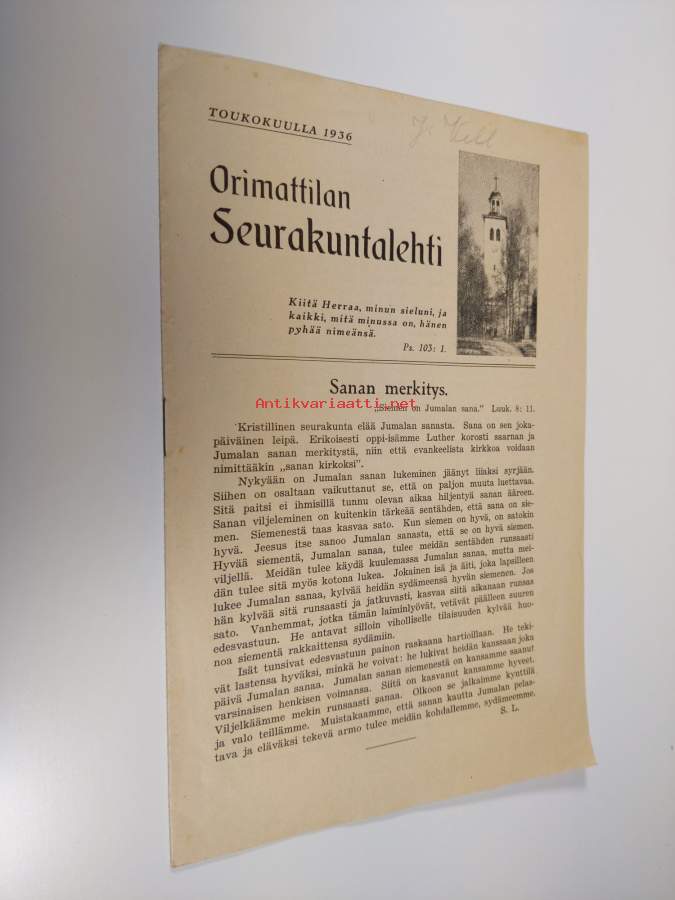 TOUKOKUULLA 1936
Orimattilan
Seurakuntalehti
Kiitä Herraa, minun sieluni, ja
kaikki, mitä minussa on, hänen
pyhää nimeänsä.
Ps. 103: 1.
Sanan merkitys.
Antikvariaatti.net
„Siemen on Jumalan sana." Luuk. 8: 11.
Kristillinen seurakunta elää Jumalan sanasta. Sana on sen joka-
päiväinen leipä. Erikoisesti oppi-isämme Luther korosti saarnan ja
Jumalan sanan merkitystä, niin että evankeelista kirkkoa voidaan
nimittääkin „sanan kirkoksi".
Nykyään on Jumalan sanan lukeminen jäänyt liiaksi syrjään.
Siihen on osaltaan vaikuttanut se, että on paljon muuta luettavaa.
Sitä paitsi ei ihmisillä tunnu olevan aikaa hiljentyä sanan ääreen.
Sanan viljeleminen on kuitenkin tärkeää sentähden, että sana on sie-
men. Siemenestä taas kasvaa sato. Kun siemen on hyvä, on satokin
hyvä. Jeesus itse sanoo Jumalan sanasta, että se on hyvä siemen.
Hyvää siementä, Jumalan sanaa, tulee meidän sentähden runsaasti
viljellä. Meidän tulee käydä kuulemassa Jumalan sanaa, mutta mei-
dän tulee sitä myös kotona lukea. Jokainen isä ja äiti, joka lapsilleen
lukee Jumalan sanaa, kylvää heidän sydämeensä hyvän siemenen. Jos
hän kylvää sitä runsaasti ja jatkuvasti, kasvaa siitä aikanaan runsas
sato. Vanhemmat, jotka tämän laiminlyövät, vetävät päälleen suuren
edesvastuun. He antavat silloin viholliselle tilaisuuden kylvää huo-
noa siementä rakkaittensa sydämiin.
Isät tunsivat edesvastuun painon raskaana hartioillaan. He teki-
vät lastensa hyväksi, minkä he voivat: he lukivat heidän kanssaan joka
päivä Jumalan sanaa. Jumalan sanan siemenestä on kansamme saanut
varsinaisen henkisen voimansa. Siitä on kasvanut kansamme hyveet.
Viljelkäämme mekin runsaasti sanaa. Olkoon se jalkaimme kynttilä
ja valo teillämme. Muistakaamme, että sanan kautta Jumalan pelas-
tava ja eläväksi tekevä armo tulee meidän kohdallemme, sydämeemme.
S. L.